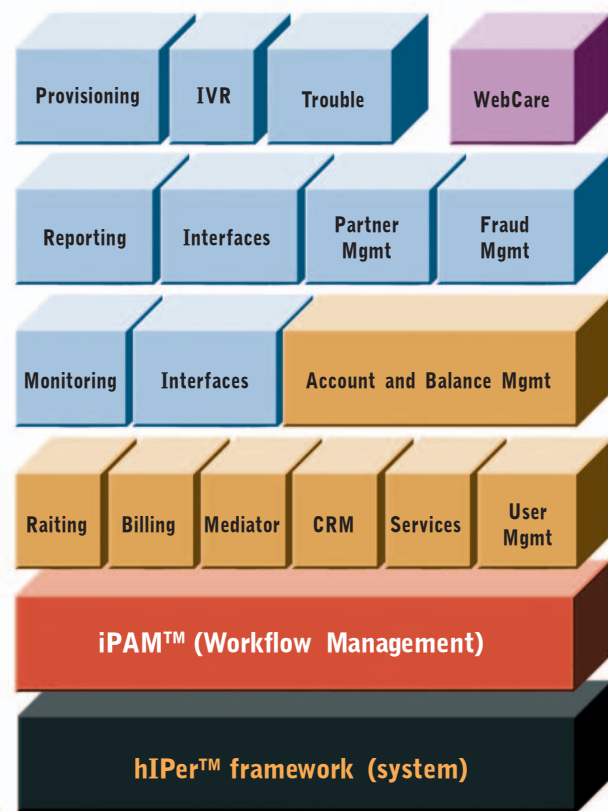 Provisioning
IVR
Trouble
WebCare
Reporting
Interfaces
Partner
Mgmt
Fraud
Mgmt
Monitoring
Interfaces
Account and Balance Mgmt
Raiting
Billing
Mediator
CRM
Services
User
Mgmt
iPAM™ (Workflow Management)
hIPer™ framework (system)